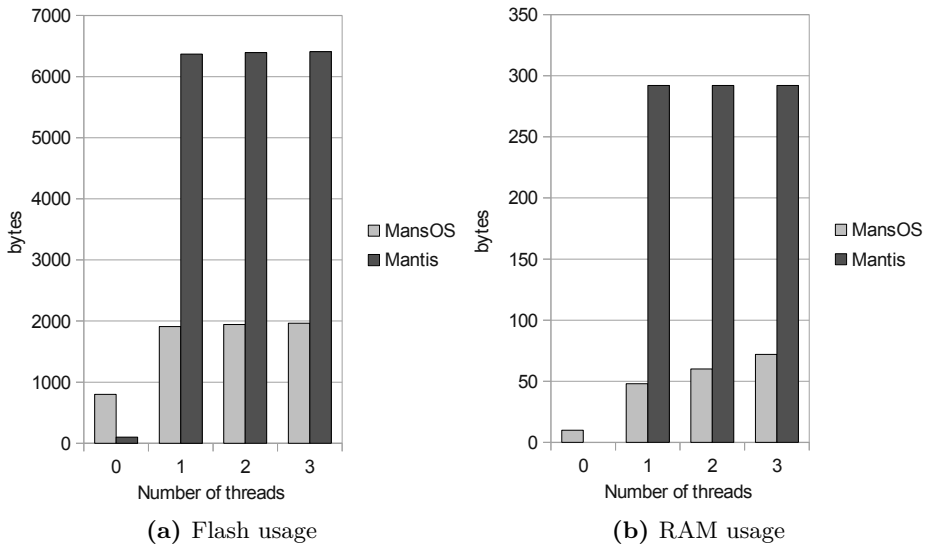 7000
6000
5000
4000
3000
2000
1000
0
bytes
0 1 2 3
Number of threads
MansOS
Mantis
(a) Flash usage
350
300
250
200
150
100
50
0
bytes
0 1 2 3
Number of threads
MansOS
Mantis
(b) RAM usage